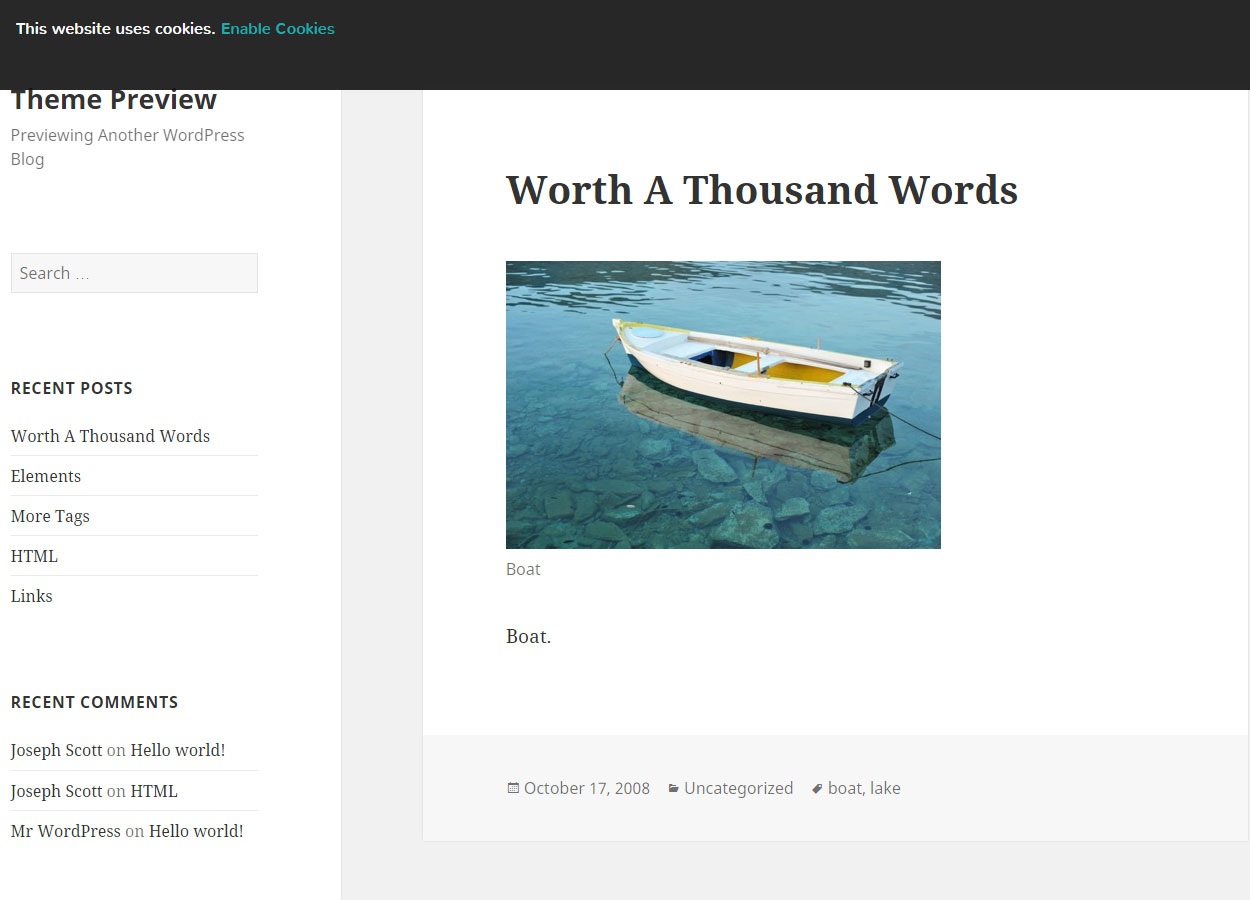 This website uses cookies. Enable Cookies
Theme Preview
Previewing Another WordPress
Blog
Search …
RECENT POSTS
Worth A Thousand Words
Elements
More Tags
HTML
Links
RECENT COMMENTS
Joseph Scott on Hello world!
Joseph Scott on HTML
Mr WordPress on Hello world!
Worth A Thousand Words
Boat
Boat.
October 17, 2008 Uncategorized boat, lake